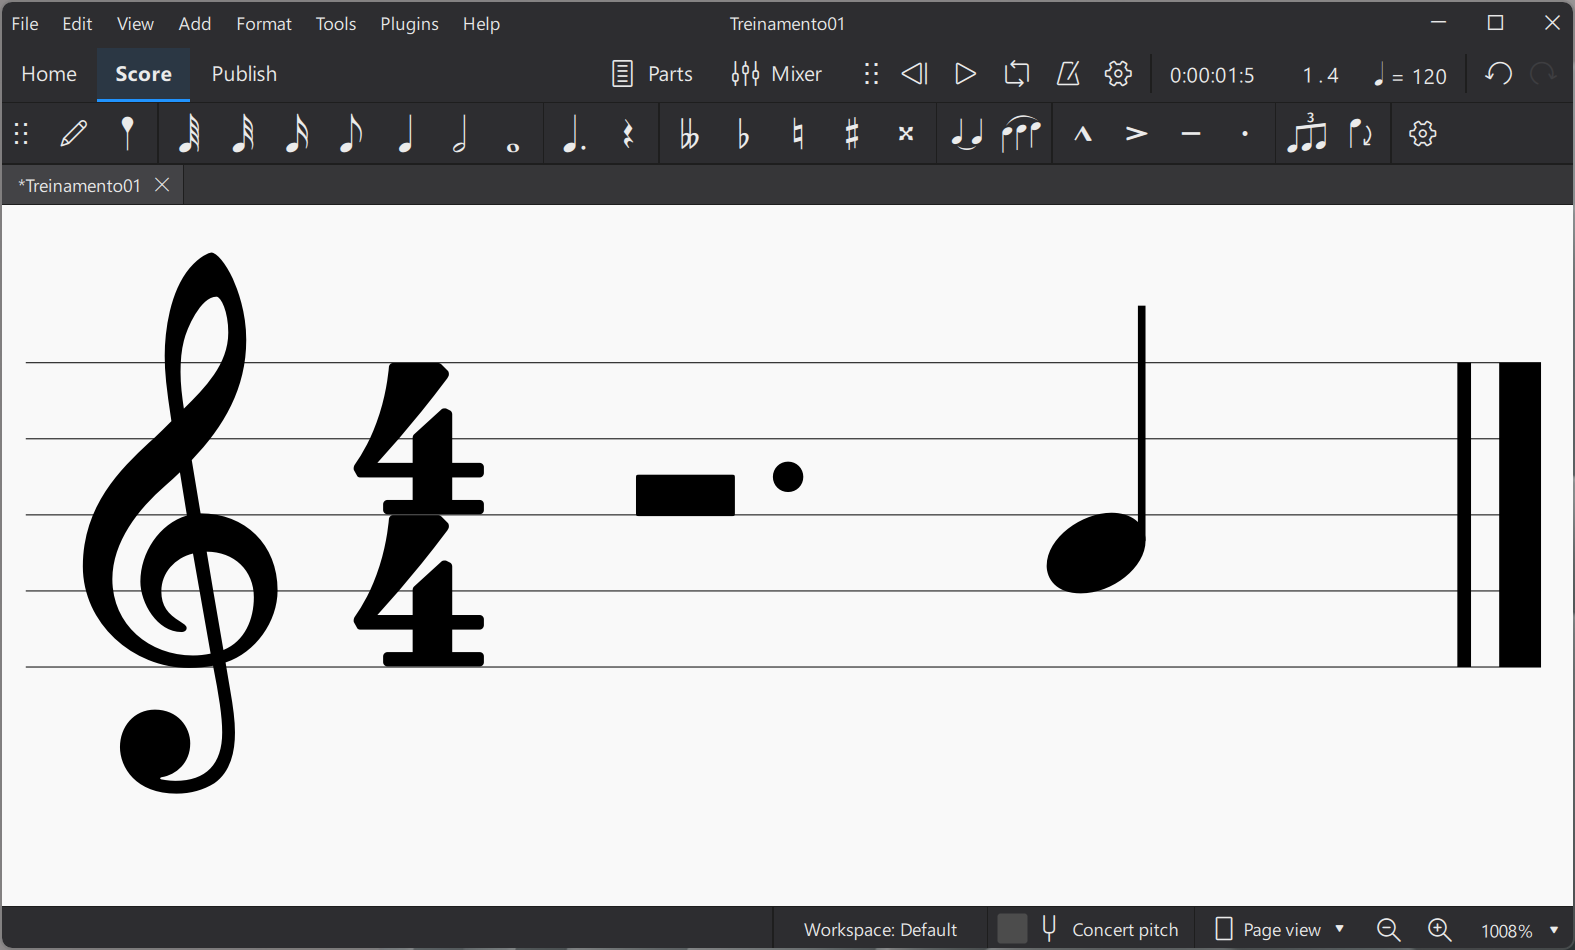 File Edit View Add Format Tools Plugins Help Treinamento01
Home Score Publish Parts Mixer 0:00:01:5 1 . 4 = 120
3
*Treinamento01
4
4
Workspace: Default Concert pitch Page view 1008%